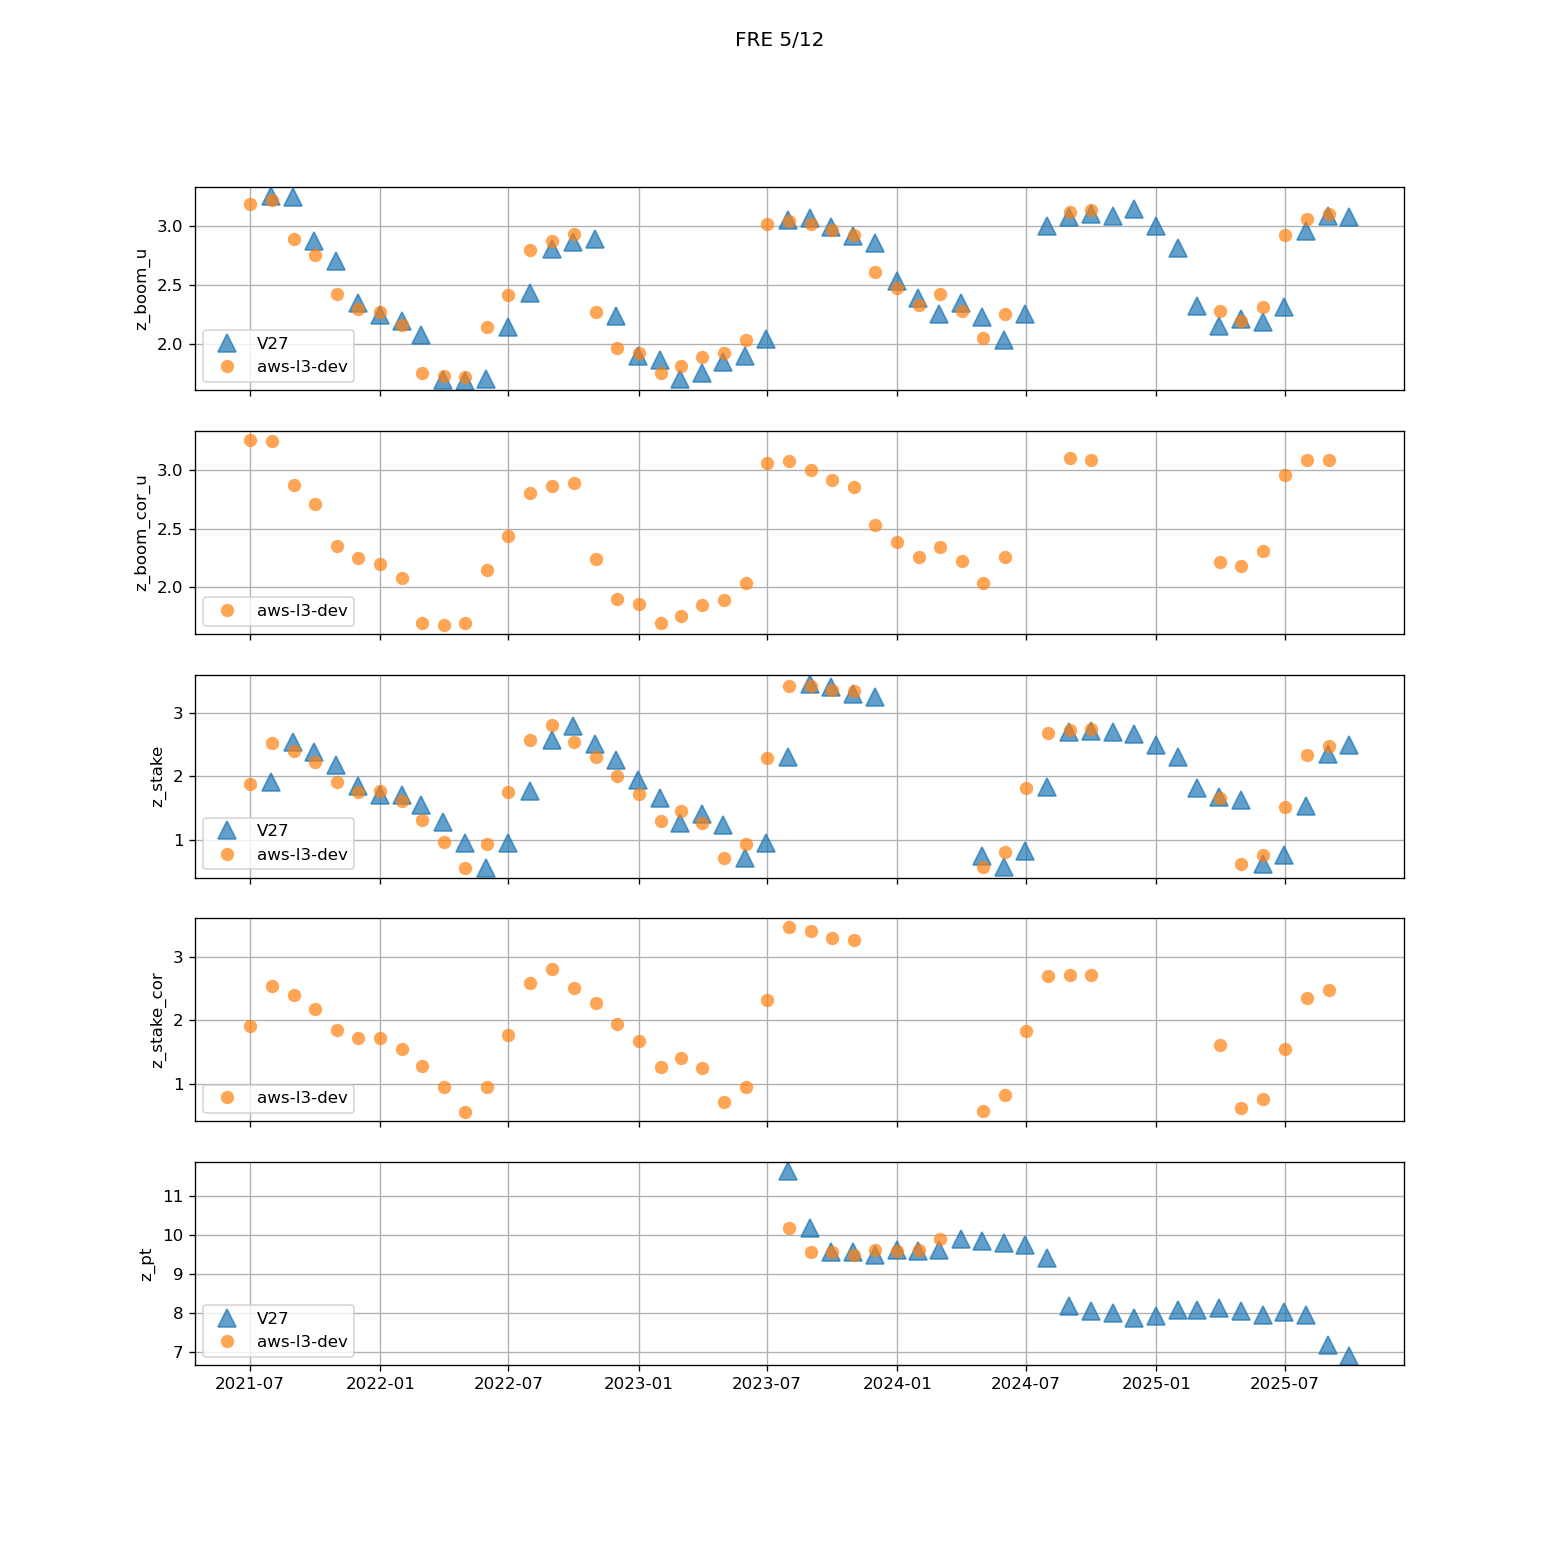 FRE 5/12
z_boom_u
3.0
2.5
2.0
V27
aws-l3-dev
z_boom_cor_u
3.0
2.5
2.0
aws-l3-dev
z_stake
3
2
1
V27
aws-l3-dev
z_stake_cor
3
2
1
aws-l3-dev
z_pt
11
10
9
8
7
V27
aws-l3-dev
2021-07
2022-01
2022-07
2023-01
2023-07
2024-01
2024-07
2025-01
2025-07